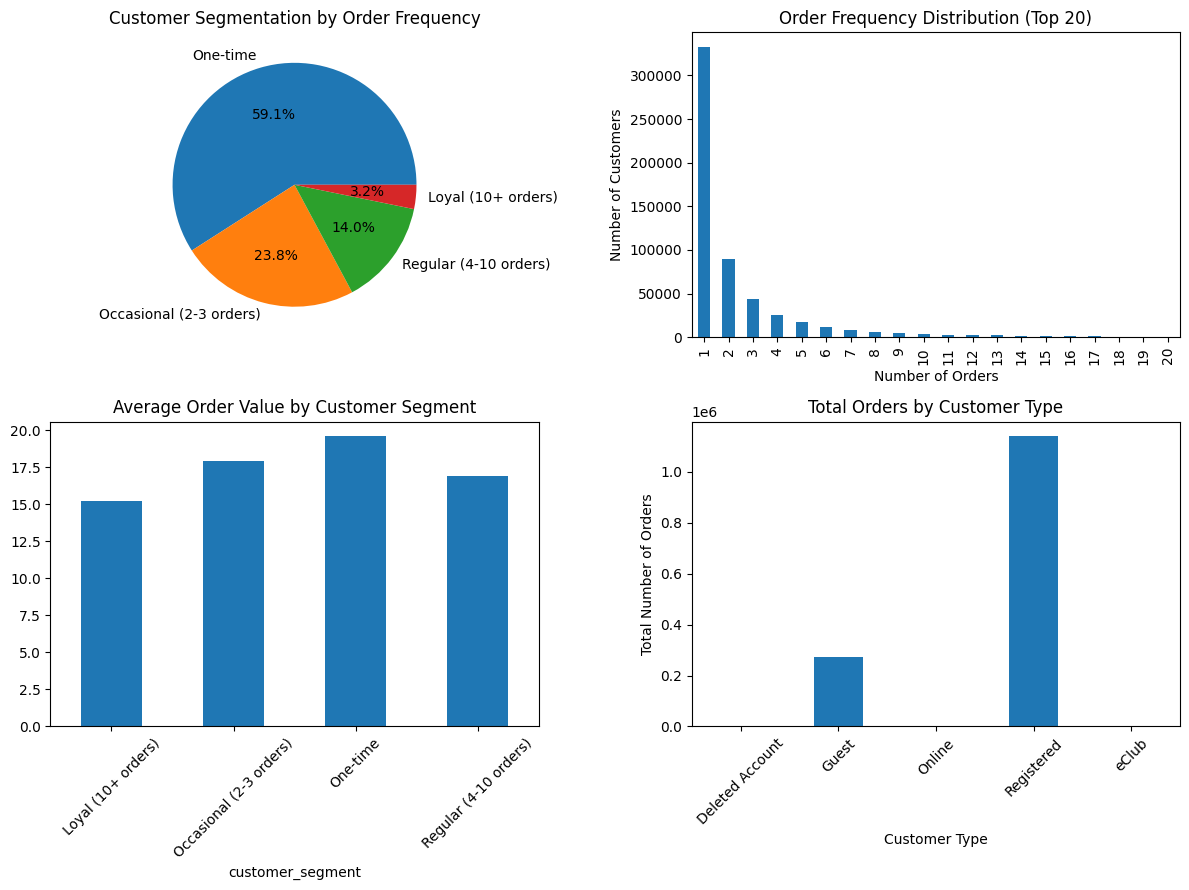 Customer Segmentation by Order Frequency
One-time
59.1%
3.2%
Loyal (10+ orders)
14.0%
23.8%
Regular (4-10 orders)
Occasional (2-3 orders)
Order Frequency Distribution (Top 20)
Number of Customers
300000
250000
200000
150000
100000
50000
0
1 2 3 4 5 6 7 8 9 10 11 12 13 14 15 16 17 18 19 20
Number of Orders
Average Order Value by Customer Segment
20.0
17.5
15.0
12.5
10.0
7.5
5.0
2.5
0.0
Loyal (10+ orders)
Occasional (2-3 orders)
One-time
Regular (4-10 orders)
customer_segment
Total Orders by Customer Type
1e6
Total Number of Orders
1.0
0.8
0.6
0.4
0.2
0.0
Deleted Account
Guest
Online
Registered
eClub
Customer Type